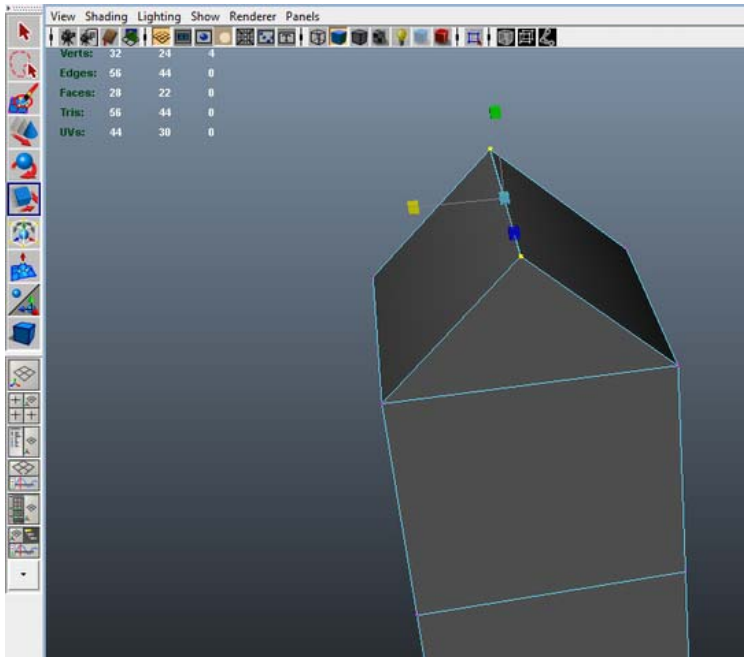 View Shading Lighting Show Renderer Panels
Verts: 32 24 4
Edges: 56 44 0
Faces: 28 22 0
Tris: 56 44 0
UVs: 44 30 0